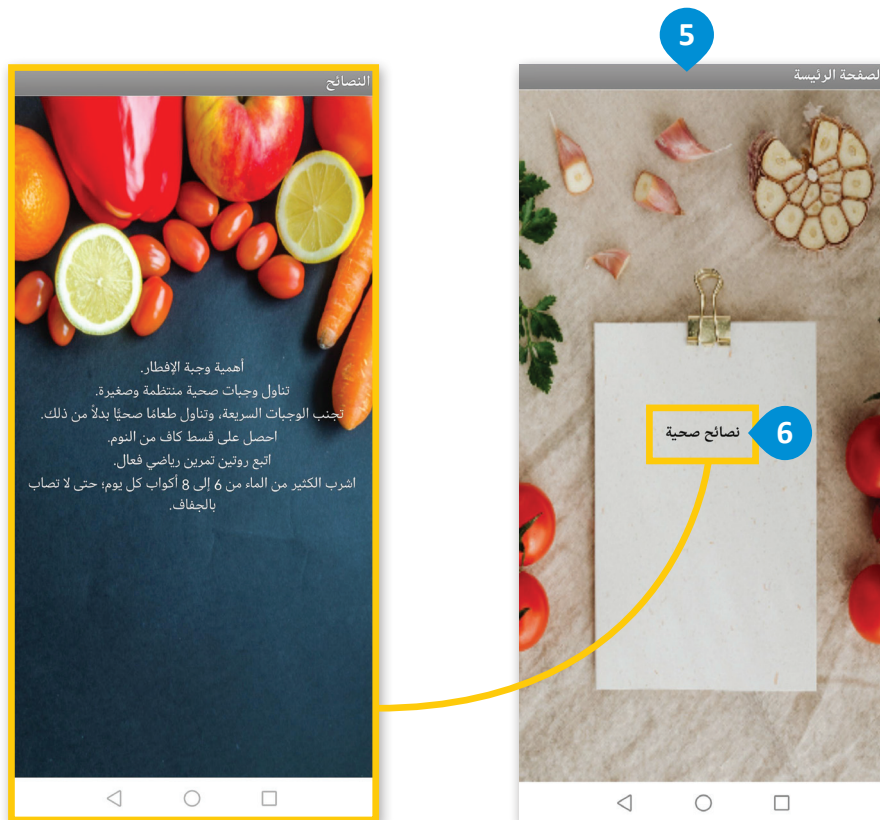 5
الصفحة الرئيسة
نصائح صحية
6
النصائح
أهمية وجبة الإفطار.
تناول وجبات صحية منتظمة وصغيرة.
تجنب الوجبات السريعة، وتناول طعامًا صحيًا بدلاً من ذلك.
احصل على قسط كاف من النوم.
اتبع روتين تمرين رياضي فعال.
اشرب الكثير من الماء من 6 إلى 8 أكواب كل يوم؛ حتى لا تصاب
بالجفاف.